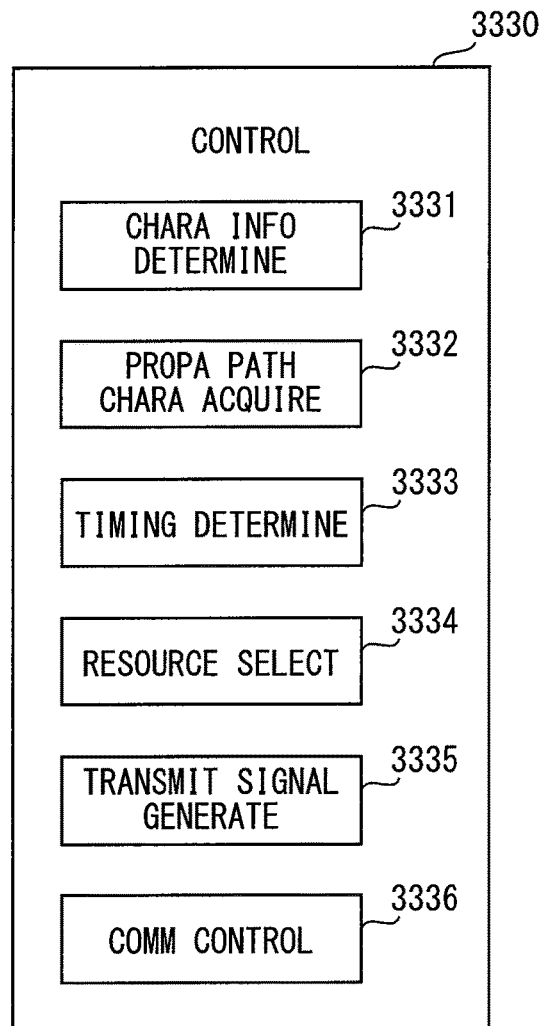 3330
CONTROL
3331
CHARA INFO
DETERMINE
3332
PROPA PATH
CHARA ACQUIRE
3333
TIMING DETERMINE
3334
RESOURCE SELECT
3335
TRANSMIT SIGNAL
GENERATE
3336
COMM CONTROL